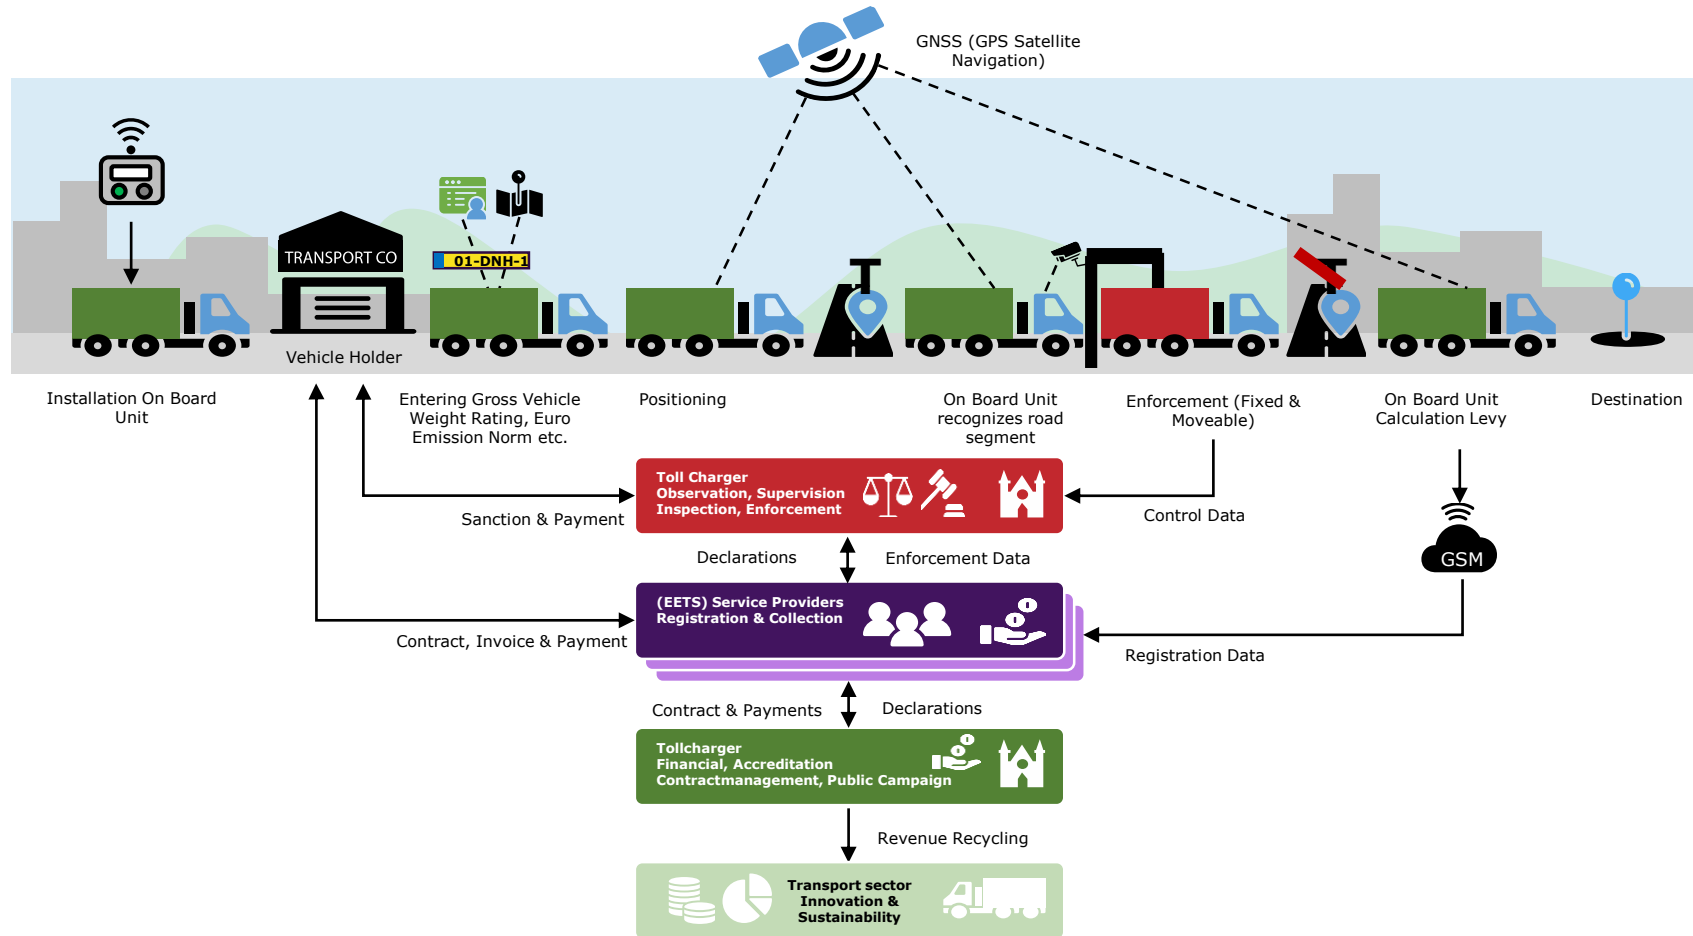 GNSS (GPS Satellite
Navigation)
TRANSPORT CO
01-DNH-1
Vehicle Holder
Installation On Board
Unit
Entering Gross Vehicle
Weight Rating, Euro
Emission Norm etc.
Positioning
On Board Unit
recognizes road
segment
Enforcement (Fixed &
Moveable)
On Board Unit
Calculation Levy
Destination
Toll Charger
Observation, Supervision
Inspection, Enforcement
Sanction & Payment
Control Data
Declarations
Enforcement Data
GSM
(EETS) Service Providers
Registration & Collection
Contract, Invoice & Payment
Registration Data
Contract & Payments
Declarations
Tollcharger
Financial, Accreditation
Contractmanagement, Public Campaign
Revenue Recycling
Transport sector
Innovation &
Sustainability